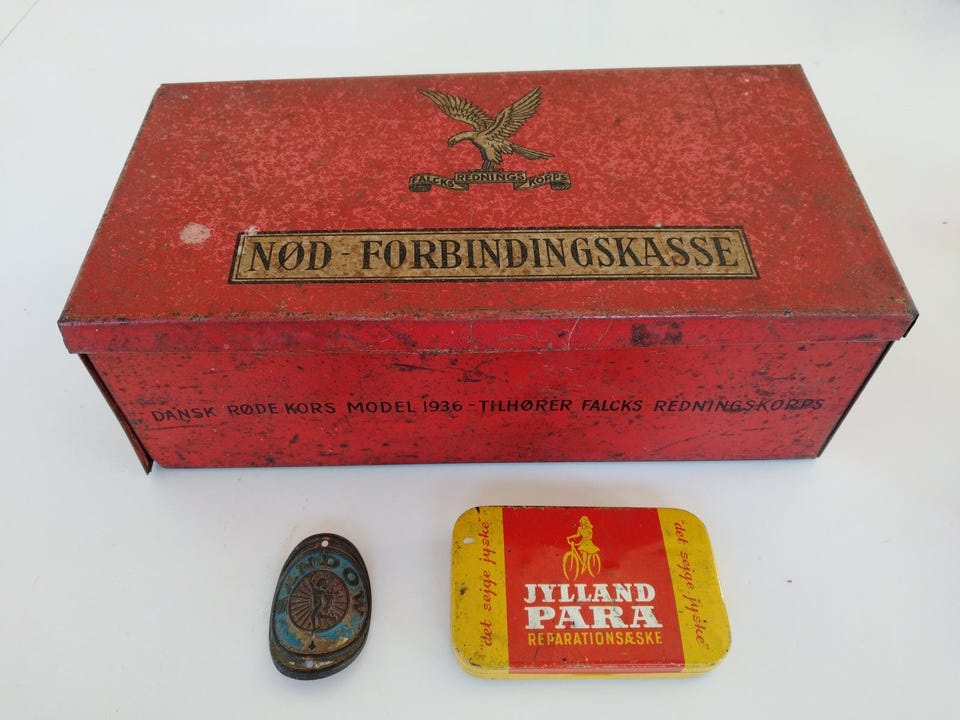 FALCKS REDNINGS KORPS
NØD - FORBINDINGSKASSE
DANSK RØDE KORS MODEL 1936 - TILHØRER FALCKS REDNINGSKORPS
"det sejge jyske"
JYLLAND
PARA
REPARATIONSÆSKE
"det sejge jyske"